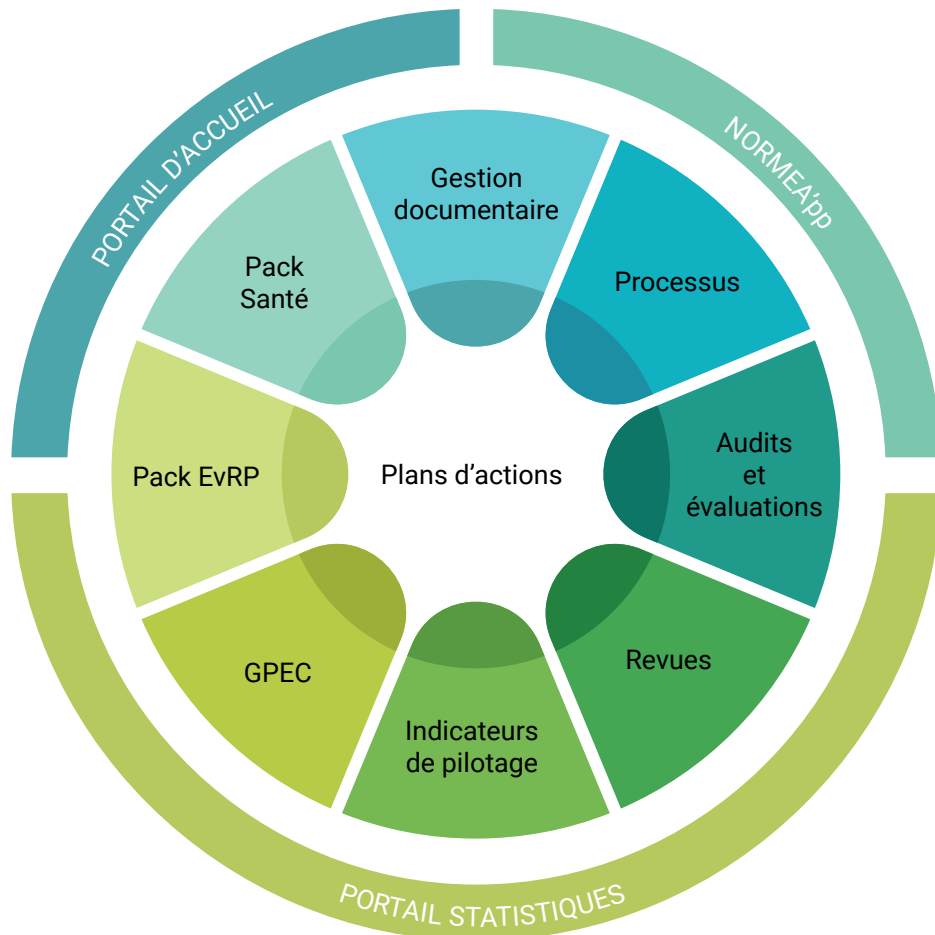 PORTAIL D'ACCUEIL
NORMEA'pp
Gestion
documentaire
Pack
Santé
Processus
Pack EvRP
Plans d'actions
Audits
et
évaluations
GPEC
Revues
Indicateurs
de pilotage
PORTAIL STATISTIQUES